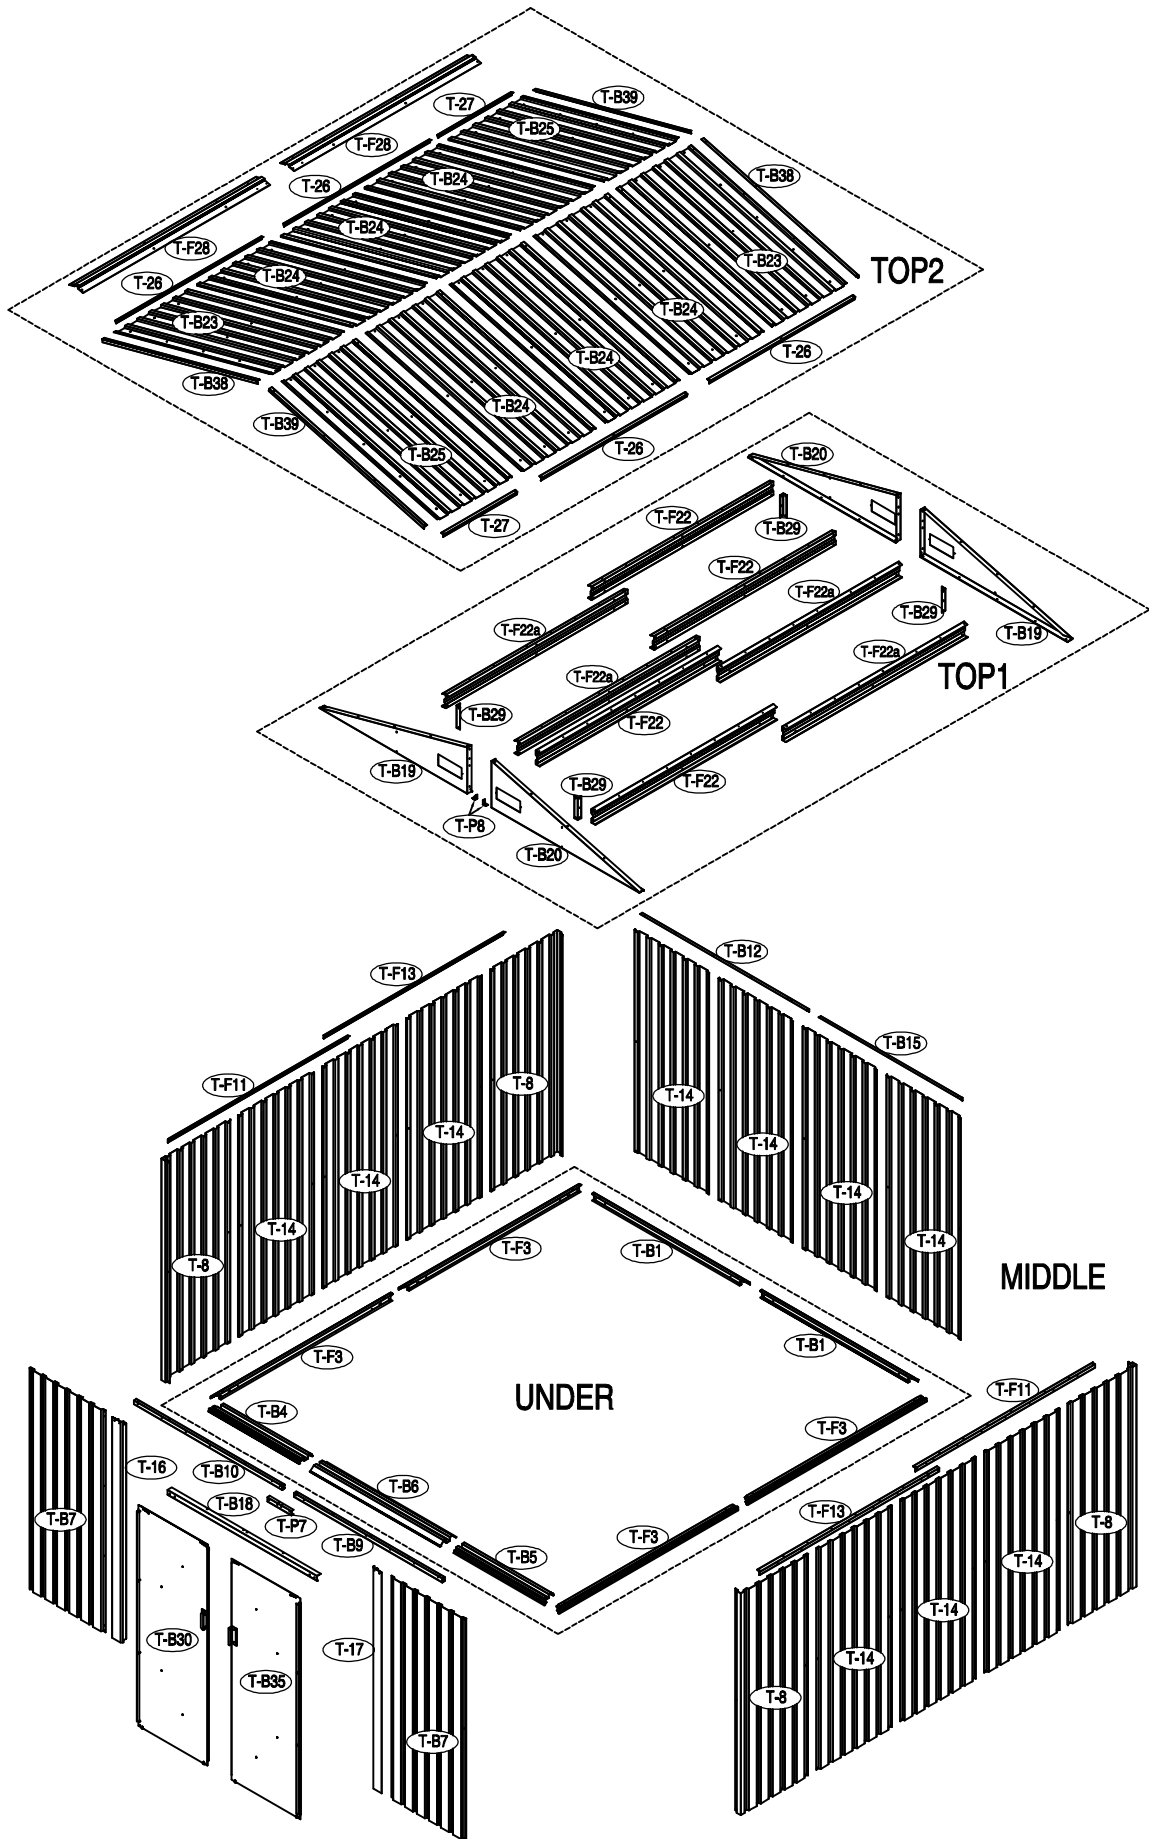 T-B39
T-27
T-B25
T-F28
T-B38
T-26
T-B24
T-B24
T-F28
T-B23
TOP2
T-26
T-B24
T-B24
T-B23
T-B24
T-26
T-B38
T-B24
T-B39
T-26
T-B25
T-27
T-B20
T-F22
T-B29
T-F22
T-F22a
T-B29
T-F22a
T-B19
T-F22a
T-F22a
TOP1
T-B29
T-F22
T-B19
T-B29
T-F22
T-P8
T-B20
T-B12
T-F13
T-B15
T-F11
T-8
T-14
T-14
T-14
T-14
T-14
T-14
T-14
T-8
T-F3
T-B1
MIDDLE
T-B1
T-F3
UNDER
T-F11
T-B4
T-F3
T-16
T-B10
T-B6
T-B18
T-F13
T-B7
T-P7
T-8
T-B9
T-F3
T-B5
T-14
T-14
T-B30
T-17
T-14
T-B35
T-8
T-B7